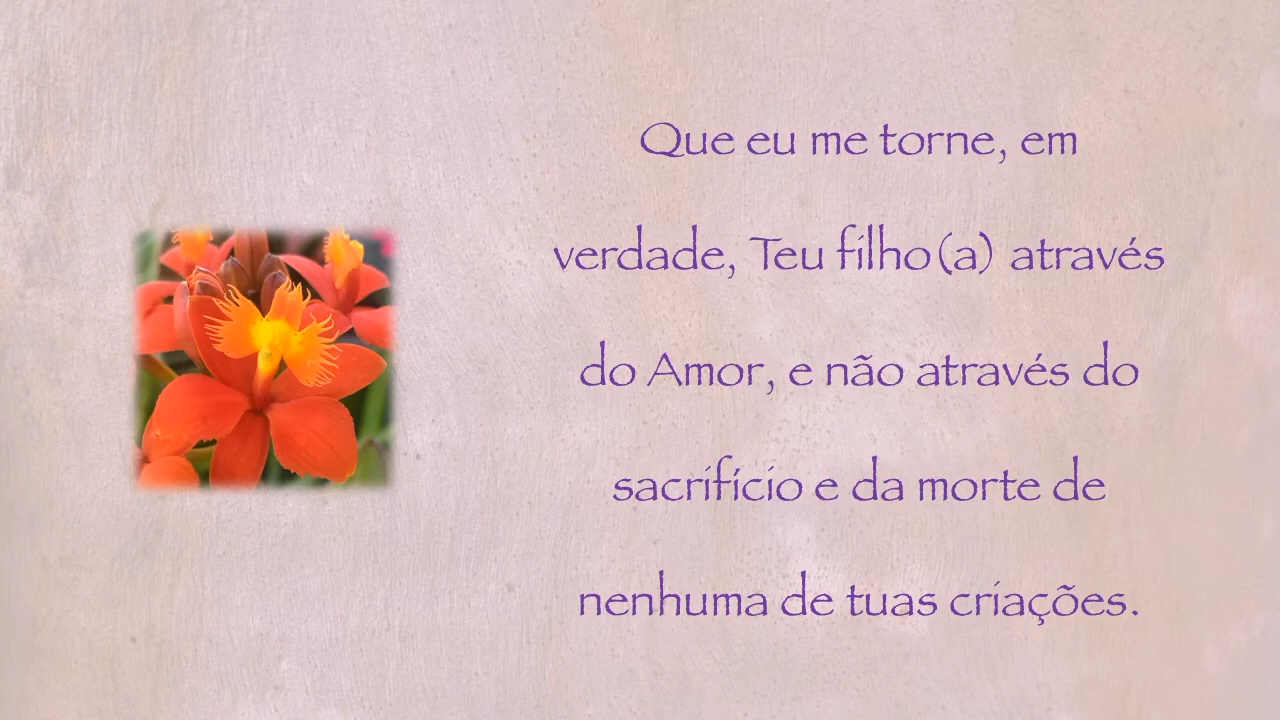 Que eu me torne, em
verdade, Teu filho(a) através
do Amor, e não através do
sacrifício e da morte de
nenhuma de tuas criações.